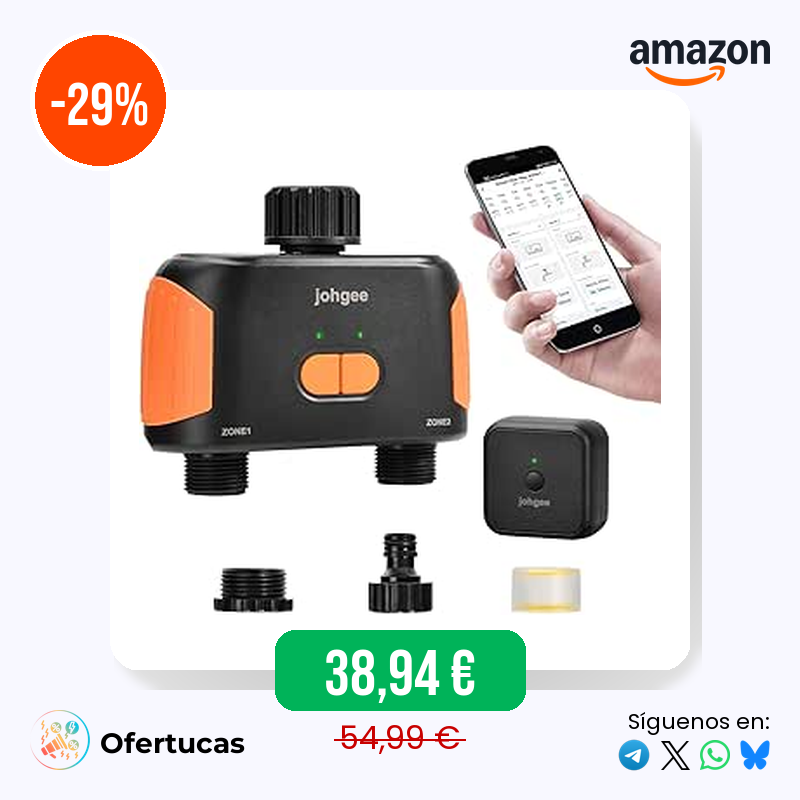 -29%
amazon
johgee
ZONE1
ZONE2
johgee
38,94 €
54,99 €
Ofertucas
Síguenos en: